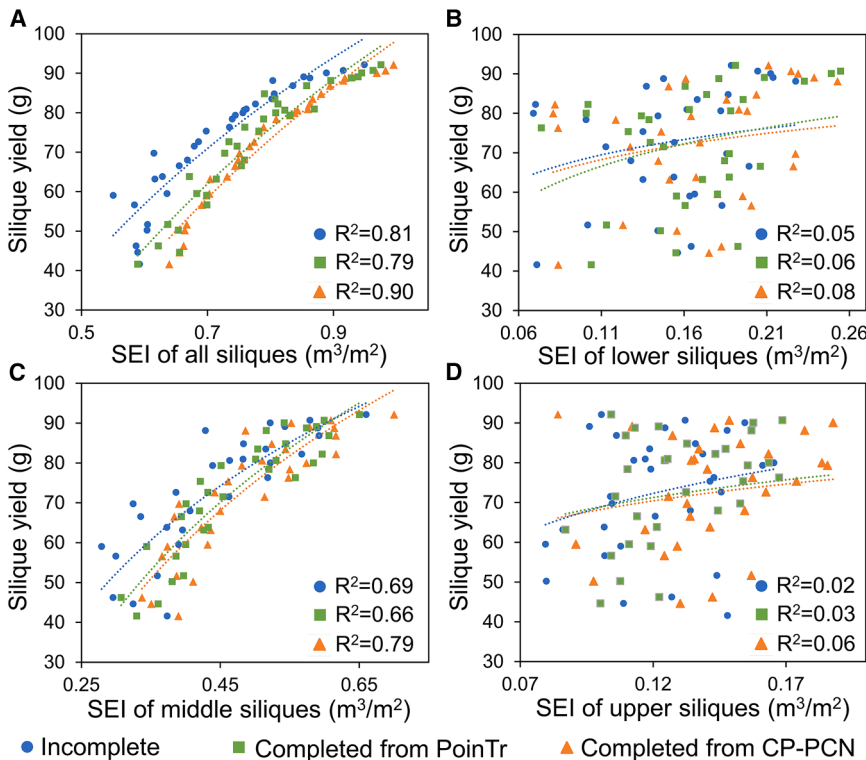 A
Silique yield (g)
100
90
80
70
60
50
40
30
R²=0.81
R²=0.79
R²=0.90
0.5 0.7 0.9
SEI of all siliques (m³/m²)
B
Silique yield (g)
100
90
80
70
60
50
40
30
R²=0.05
R²=0.06
R²=0.08
0.06 0.11 0.16 0.21 0.26
SEI of lower siliques (m³/m²)
C
Silique yield (g)
100
90
80
70
60
50
40
30
R²=0.69
R²=0.66
R²=0.79
0.25 0.45 0.65
SEI of middle siliques (m³/m²)
D
Silique yield (g)
100
90
80
70
60
50
40
30
R²=0.02
R²=0.03
R²=0.06
0.07 0.12 0.17
SEI of upper siliques (m³/m²)
Incomplete Completed from PoinTr Completed from CP-PCN